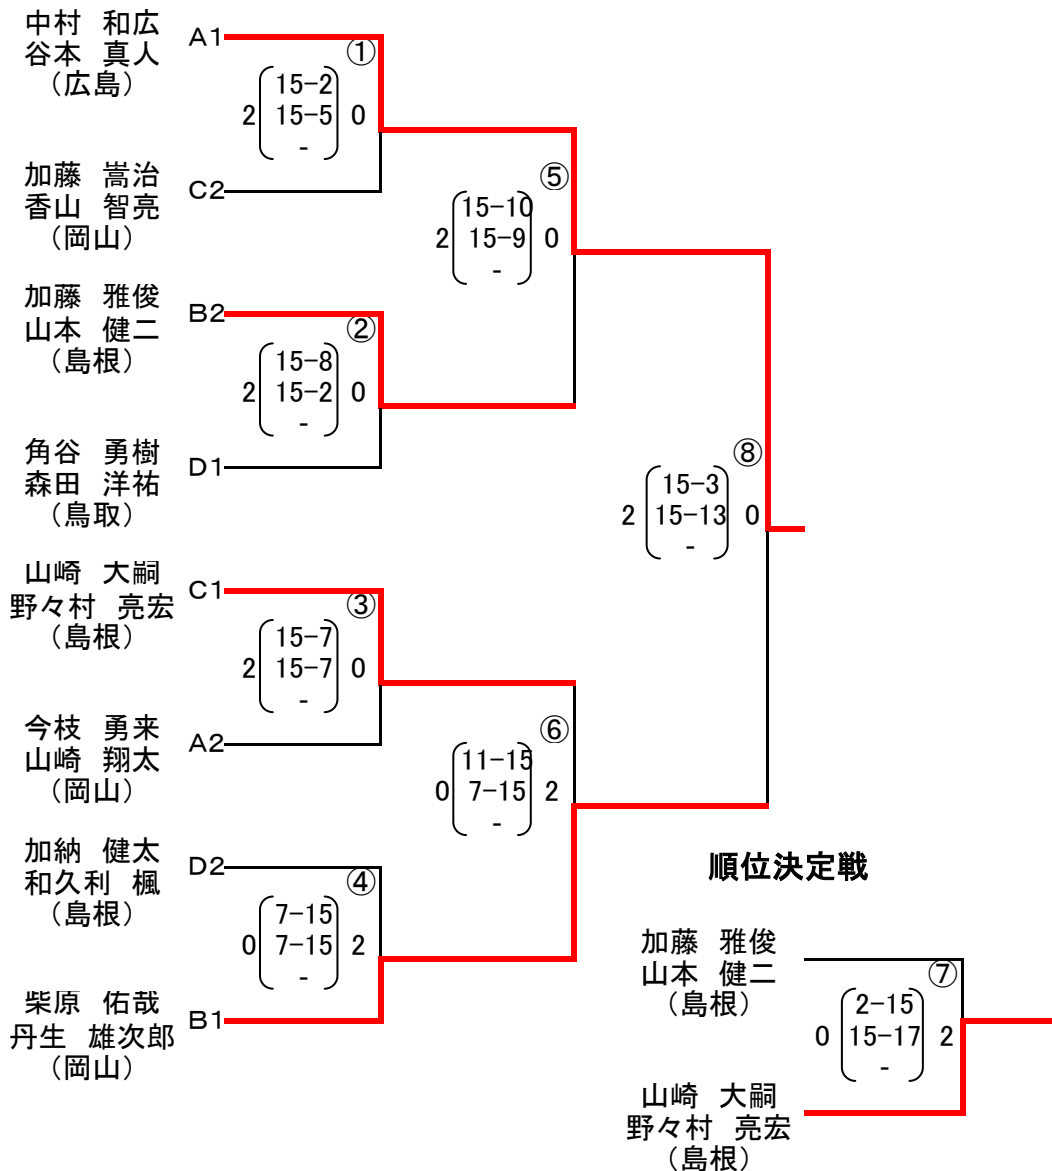 中村 和広
谷本 真人
（広島）
A1
①
15-2
2 15-5 0
-
加藤 嵩治
香山 智亮
(岡山)
C2
⑤
15-10
2 15-9 0
-
加藤 雅俊
山本 健二
（島根）
B2
②
15-8
2 15-2 0
-
角谷 勇樹
森田 洋祐
（鳥取）
D1
⑧
15-3
2 15-13 0
-
山崎 大嗣
野々村 亮宏
（島根）
C1
③
15-7
2 15-7 0
-
今枝 勇来
山崎 翔太
(岡山)
A2
⑥
11-15
0 7-15 2
-
加納 健太
和久利 楓
（島根）
D2
④
7-15
0 7-15 2
-
柴原 佑哉
丹生 雄次郎
(岡山)
B1
順位決定戦
加藤 雅俊
山本 健二
（島根）
⑦
2-15
0 15-17 2
-
山崎 大嗣
野々村 亮宏
（島根）